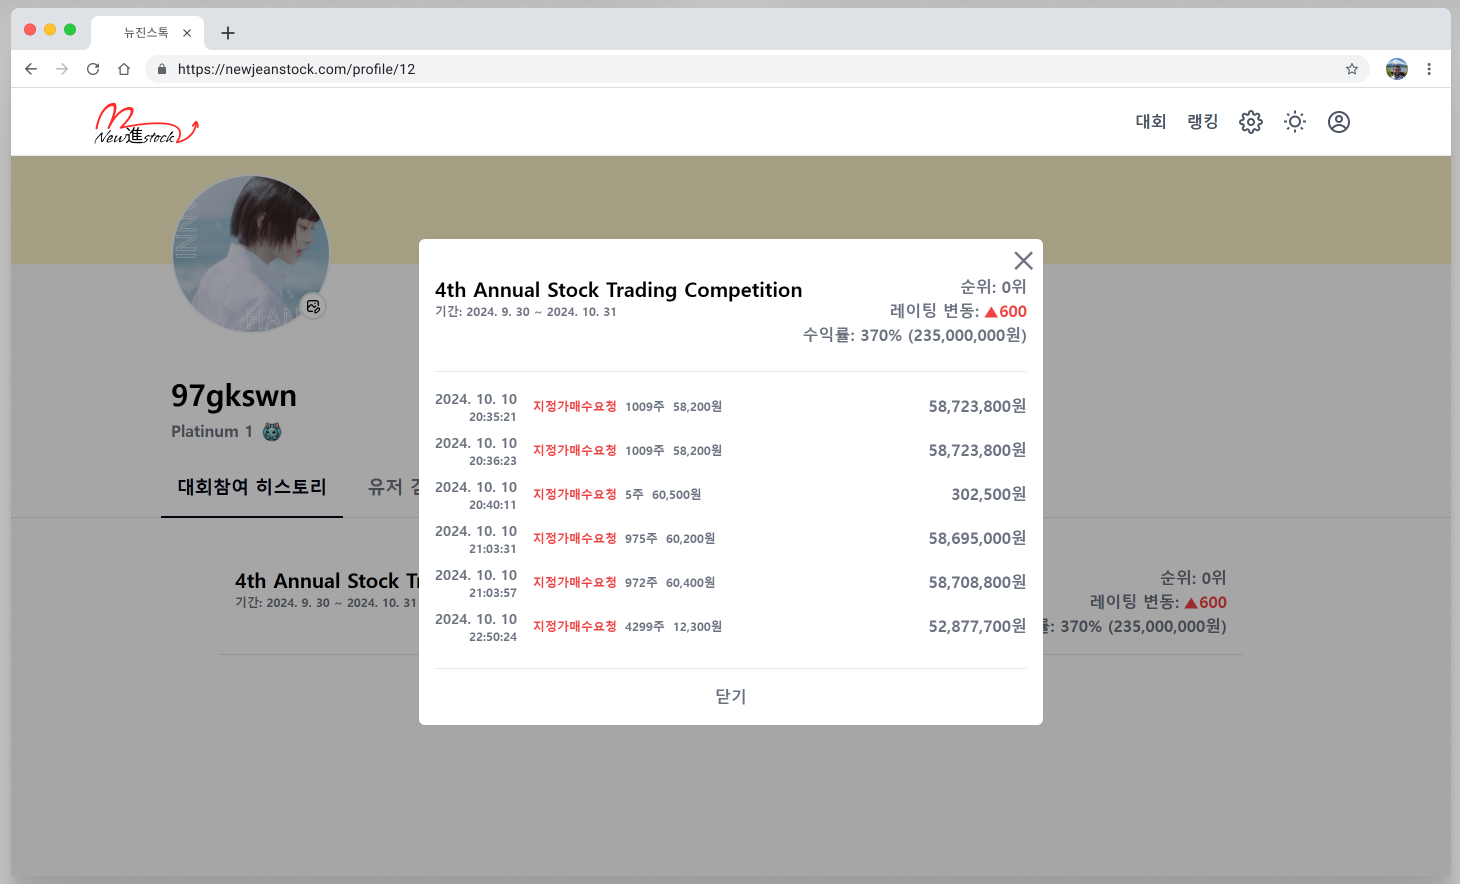 뉴진스톡
https://newjeanstock.com/profile/12
New進stock
대회 랭킹
INN
HAN
97gkswn
Platinum 1
대회참여 히스토리 유저
4th Annual Stock
기간: 2024. 9. 30 ~ 2024. 10. 31
순위: 0위
레이팅 변동: ▲600
370% (235,000,000원)
4th Annual Stock Trading Competition
기간: 2024. 9. 30 ~ 2024. 10. 31
순위: 0위
레이팅 변동: ▲600
수익률: 370% (235,000,000원)
2024. 10. 10
20:35:21
지정가매수요청 1009주 58,200원 58,723,800원
2024. 10. 10
20:36:23
지정가매수요청 1009주 58,200원 58,723,800원
2024. 10. 10
20:40:11
지정가매수요청 5주 60,500원 302,500원
2024. 10. 10
21:03:31
지정가매수요청 975주 60,200원 58,695,000원
2024. 10. 10
21:03:57
지정가매수요청 972주 60,400원 58,708,800원
2024. 10. 10
22:50:24
지정가매수요청 4299주 12,300원 52,877,700원
닫기